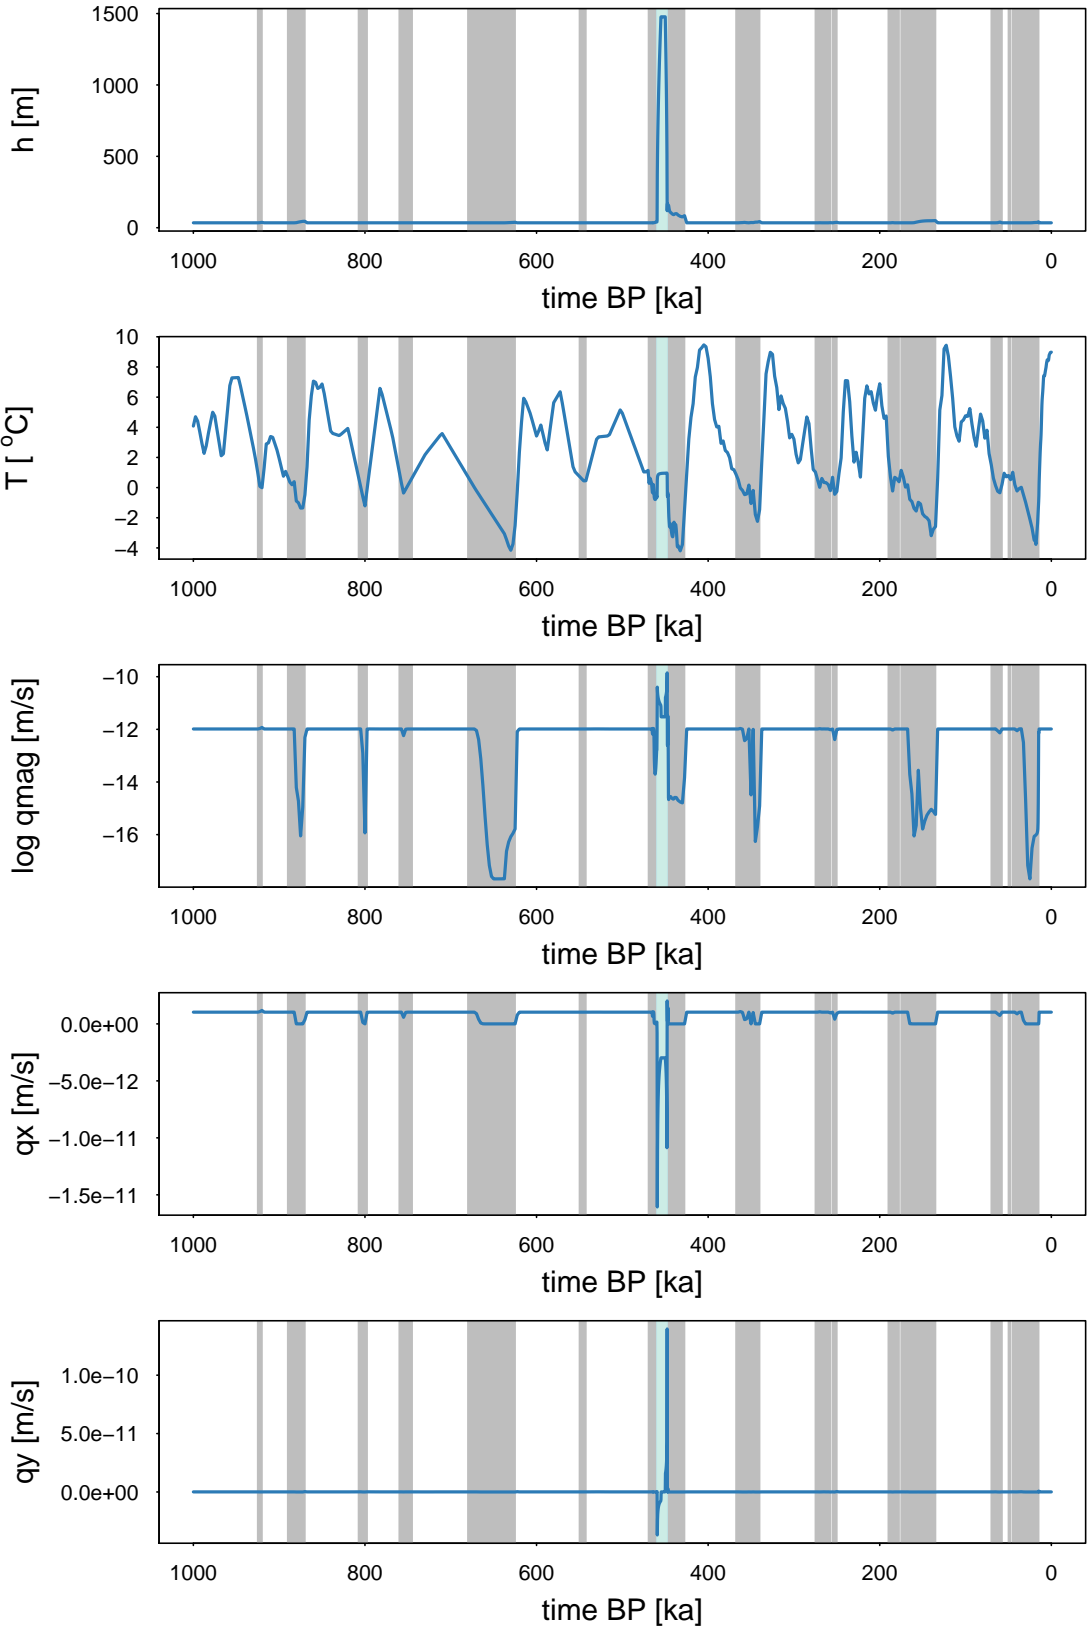 h [m]
1500
1000
500
0
1000 800 600 400 200 0
time BP [ka]
T [ °C]
10
8
6
4
2
0
−2
−4
1000 800 600 400 200 0
time BP [ka]
log qmag [m/s]
−10
−12
−14
−16
1000 800 600 400 200 0
time BP [ka]
qx [m/s]
0.0e+00
−5.0e−12
−1.0e−11
−1.5e−11
1000 800 600 400 200 0
time BP [ka]
qy [m/s]
1.0e−10
5.0e−11
0.0e+00
1000 800 600 400 200 0
time BP [ka]